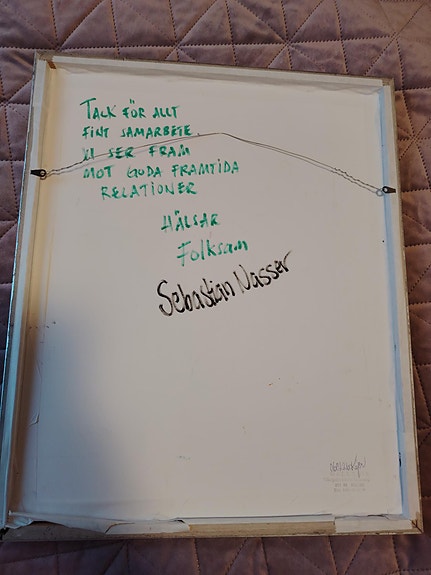 TACK FÖR ALLT
FINT SAMARBETE.
VI SER FRAM
MOT GODA FRAMTIDA
RELATIONER
HÄLSAR
Folksam
Sebastian Nasser